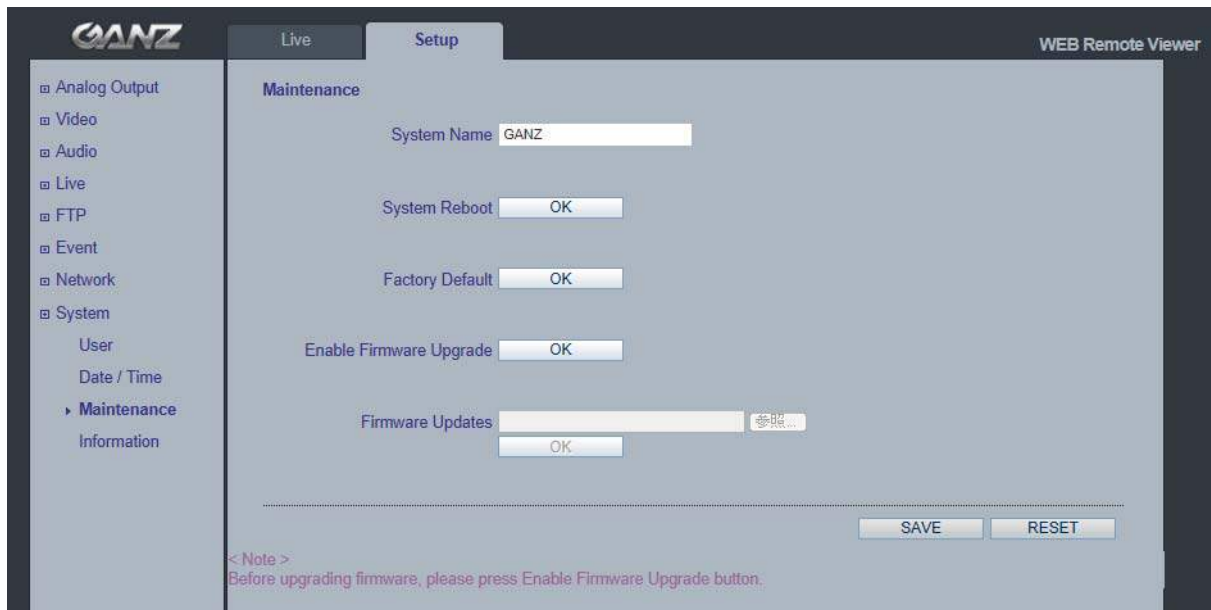 GANZ
Live
Setup
WEB Remote Viewer
Analog Output
Video
Audio
Live
FTP
Event
Network
System
User
Date / Time
Maintenance
Information
Maintenance
System Name GANZ
System Reboot OK
Factory Default OK
Enable Firmware Upgrade OK
Firmware Updates 参照...
OK
SAVE RESET
< Note >
Before upgrading firmware, please press Enable Firmware Upgrade button.